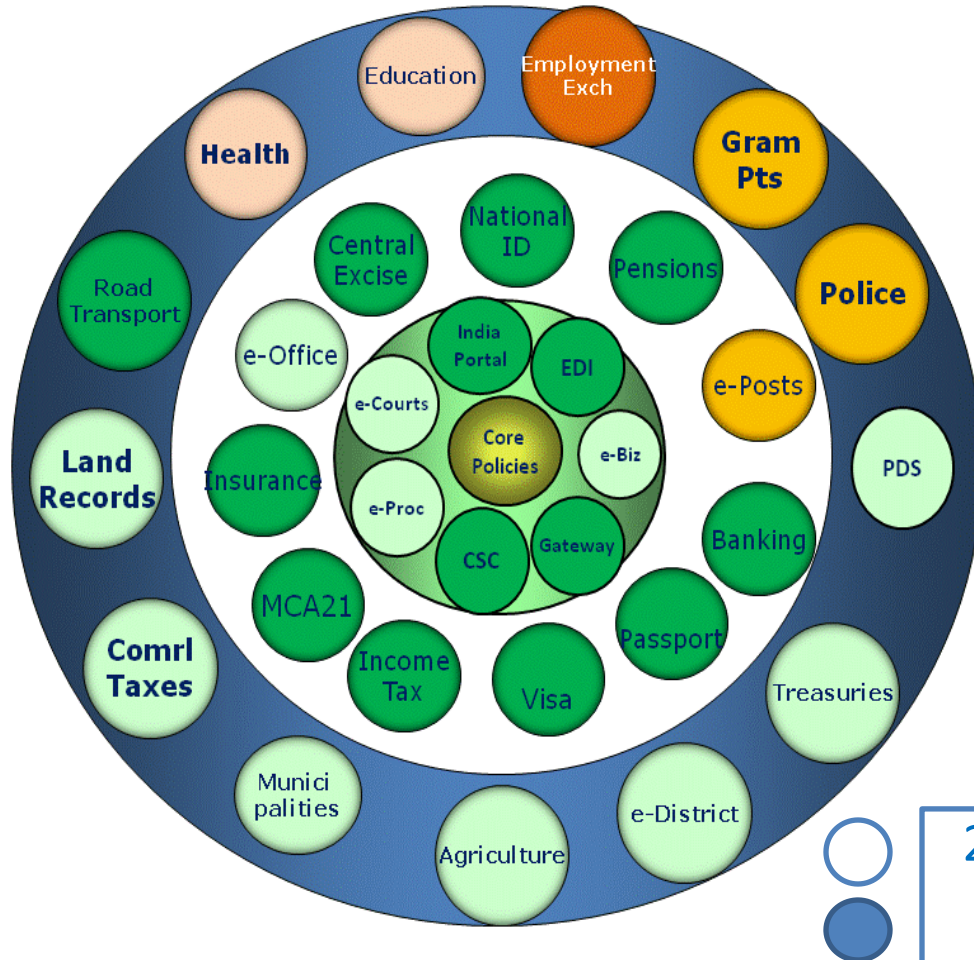 Education
Employment
Exch
Health
Gram
Pts
National
ID
Central
Excise
Pensions
Road
Transport
Police
India
Portal
e-Office
EDI
e-Posts
e-Courts
Core
Policies
e-Biz
Land
Records
PDS
Insurance
e-Proc
Gateway
Banking
CSC
MCA21
Passport
Comrl
Taxes
Income
Tax
Visa
Treasuries
Munici
palities
e-District
Agriculture
2